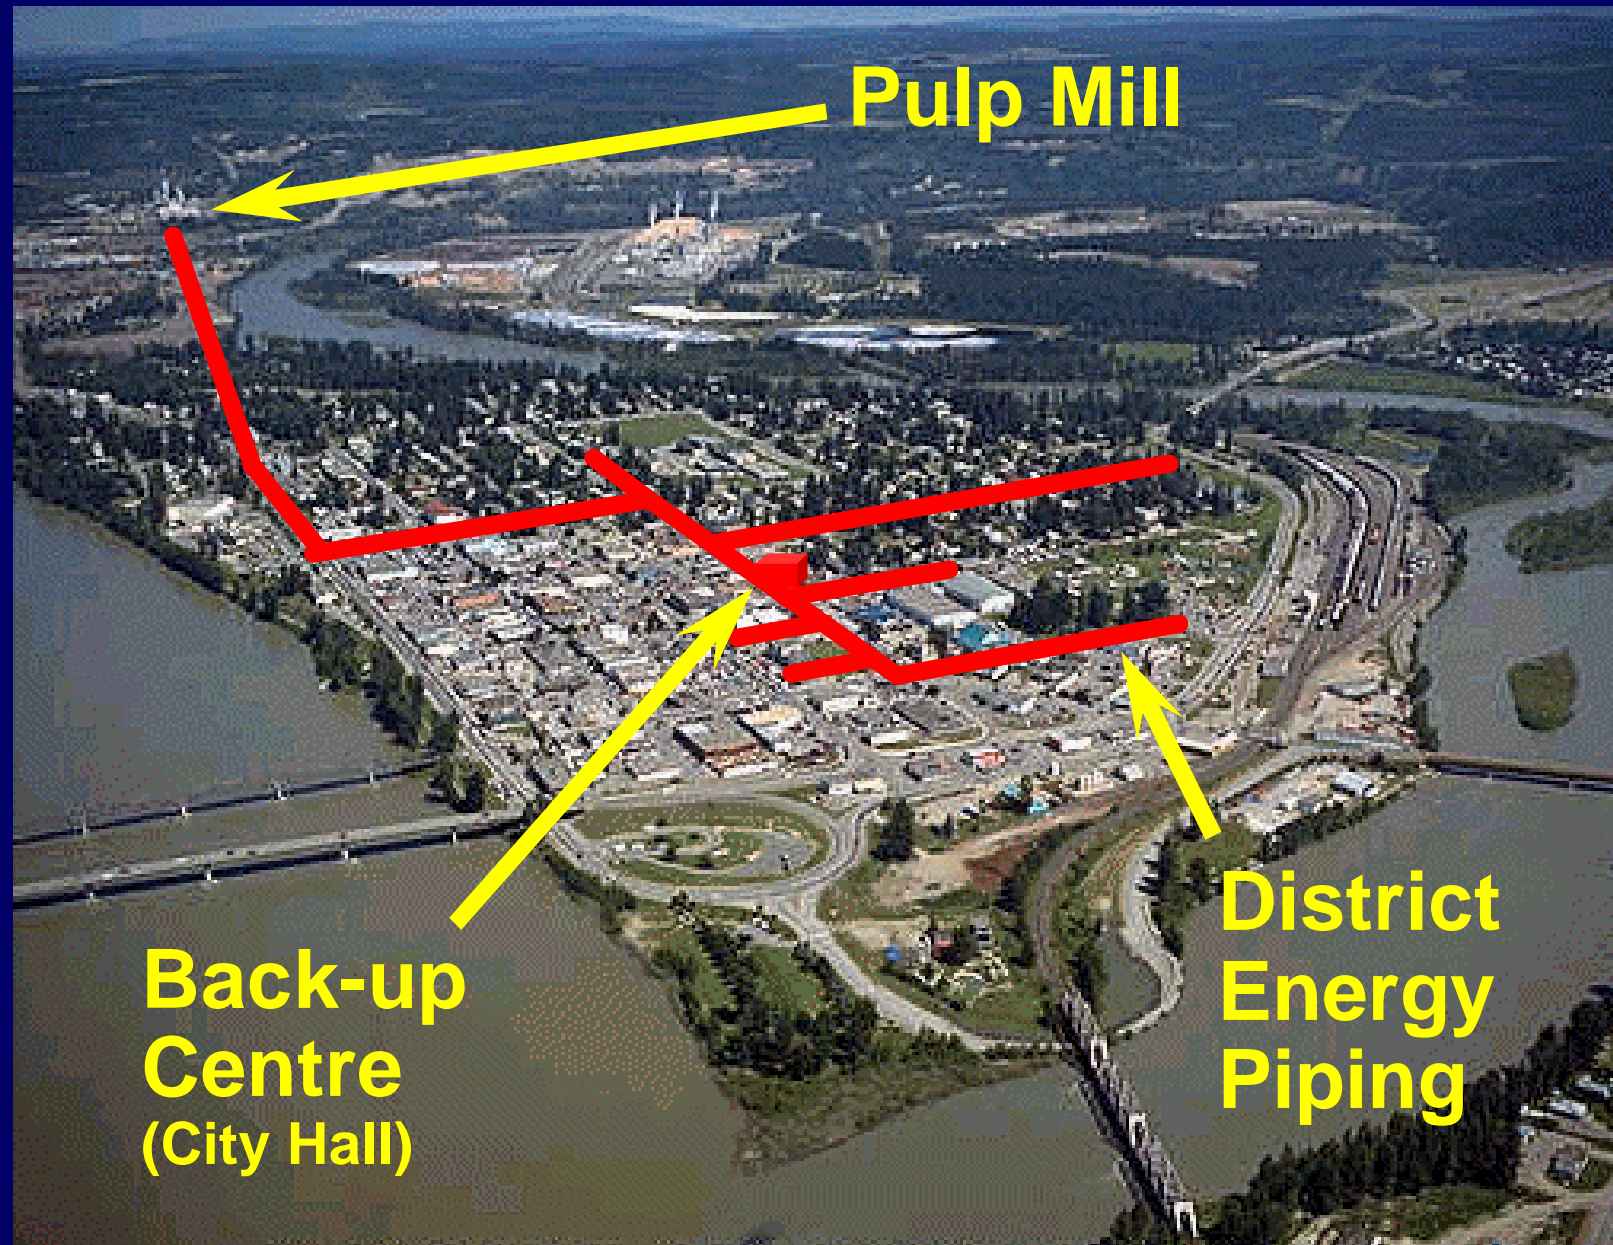 Pulp Mill
Back-up
Centre
(City Hall)
District
Energy
Piping